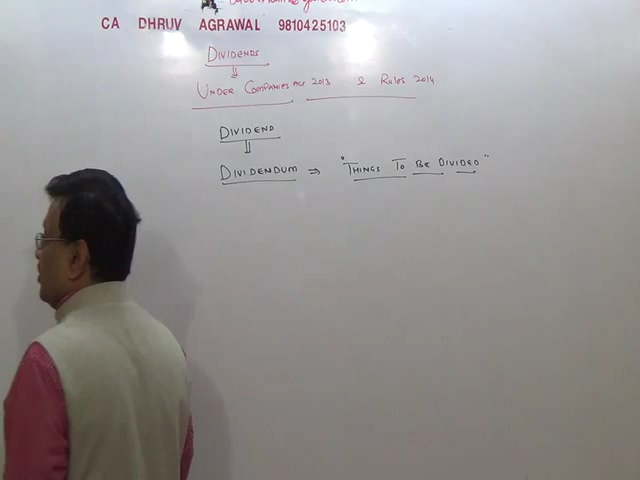 CA DHRUV AGRAWAL 9810425103
DIVIDENDS
⇓
UNDER COMPANIES ACT 2013 & RULES 2014
DIVIDEND
⇓
DIVIDENDUM ⇒ "THINGS TO BE DIVIDED"